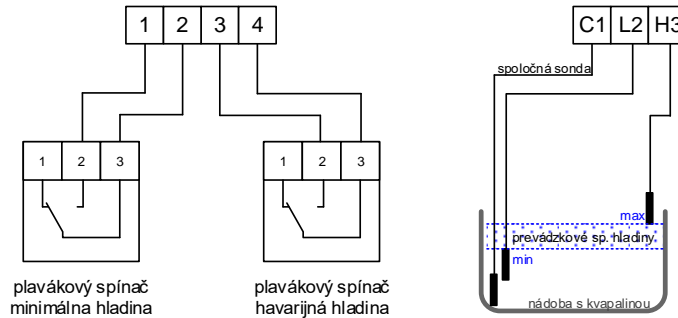 1 2 3 4
1 2 3
plavákový spínač
minimálna hladina
1 2 3
plavákový spínač
havarijná hladina
C1 L2 H3
spoločná sonda
max
prevádzkové sp. hladiny
min
nádoba s kvapalinou